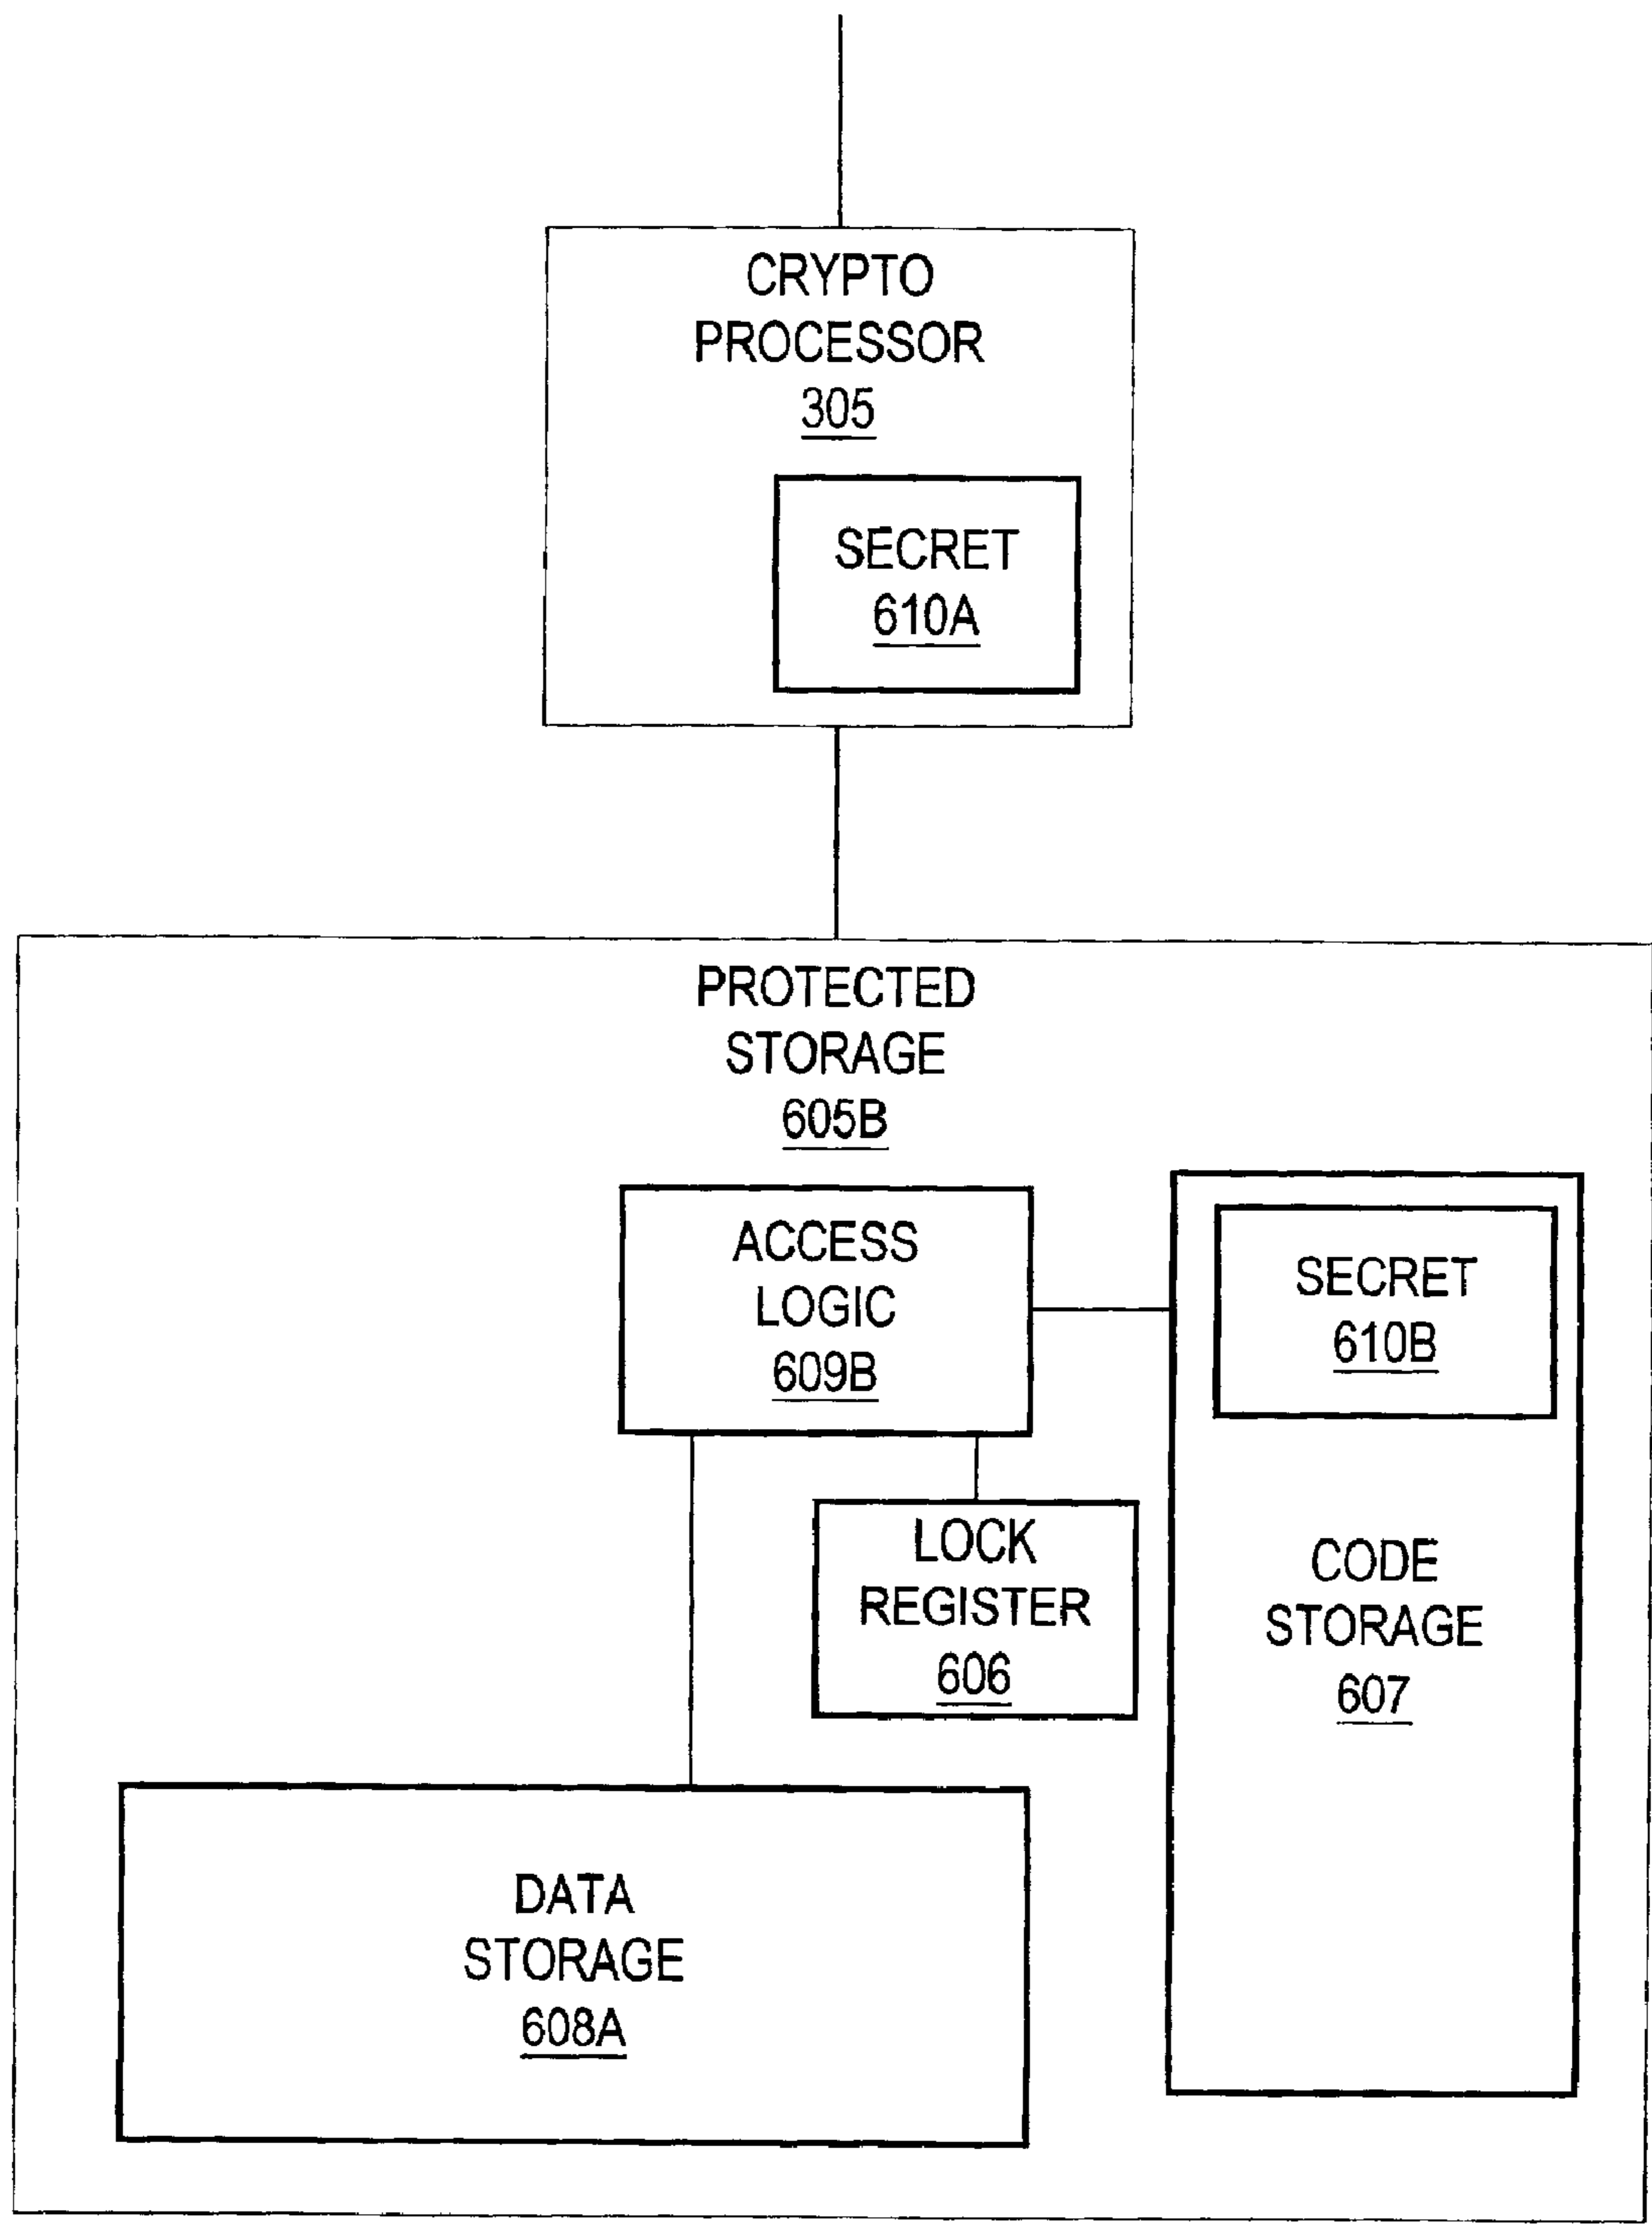 CRYPTO
PROCESSOR
305
SECRET
610A
PROTECTED
STORAGE
605B
ACCESS
LOGIC
609B
SECRET
610B
LOCK
REGISTER
606
CODE
STORAGE
607
DATA
STORAGE
608A